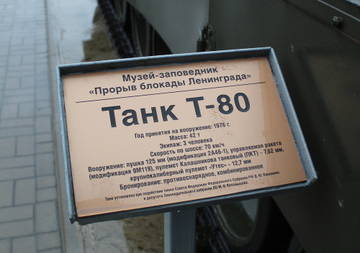 Музей-заповедник
«Прорыв блокады Ленинграда»
Танк Т-80
Год принятия на вооружение: 1976 г.
Масса: 42 т
Экипаж: 3 человека
Скорость по шоссе: 70 км/ч
Вооружение: пушка 125 мм (модификация 2А46-1), управляемая ракета
(модификация 9М119), пулемет Калашникова танковый (ПКТ) - 7,62 мм,
крупнокалиберный пулемет «Утес» - 12,7 мм
Бронирование: противоснарядное, комбинированное